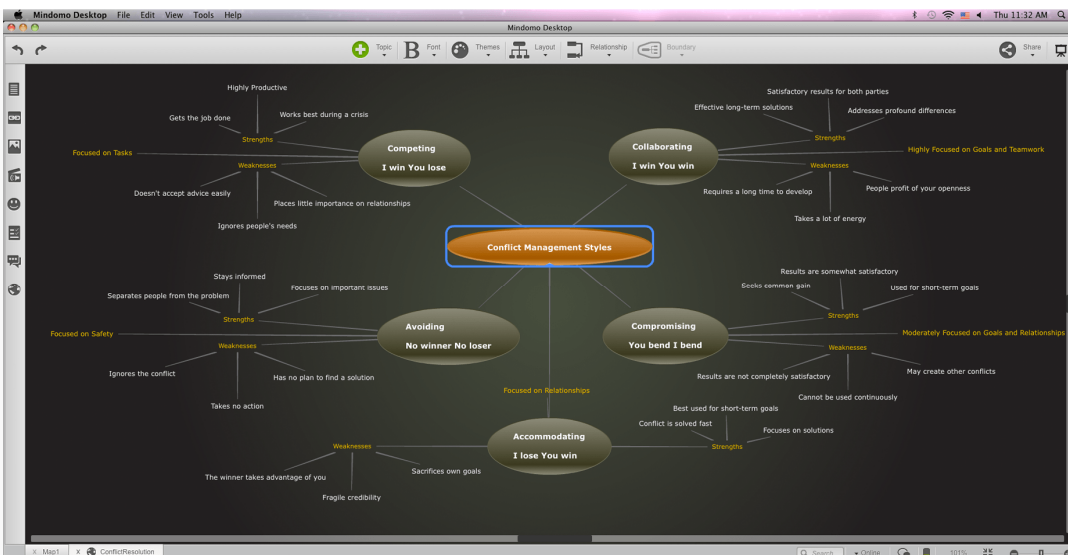 Mindomo Desktop File Edit View Tools Help
Thu 11:32 AM
Mindomo Desktop
Topic Font Themes Layout Relationship Boundary Share
Conflict Management Styles
Competing
I win You lose
Strengths
Highly Productive
Gets the job done
Works best during a crisis
Focused on Tasks
Weaknesses
Doesn't accept advice easily
Places little importance on relationships
Ignores people's needs
Collaborating
I win You win
Satisfactory results for both parties
Effective long-term solutions
Addresses profound differences
Strengths
Highly Focused on Goals and Teamwork
Weaknesses
Requires a long time to develop
People profit of your openness
Takes a lot of energy
Avoiding
No winner No loser
Stays informed
Separates people from the problem
Focuses on important issues
Strengths
Focused on Safety
Weaknesses
Ignores the conflict
Has no plan to find a solution
Takes no action
Compromising
You bend I bend
Results are somewhat satisfactory
Seeks common gain
Used for short-term goals
Strengths
Moderately Focused on Goals and Relationships
Weaknesses
Results are not completely satisfactory
May create other conflicts
Cannot be used continuously
Focused on Relationships
Accommodating
I lose You win
Best used for short-term goals
Conflict is solved fast
Focuses on solutions
Strengths
Weaknesses
The winner takes advantage of you
Sacrifices own goals
Fragile credibility
x Map1 x ConflictResolution
Search Online 101%